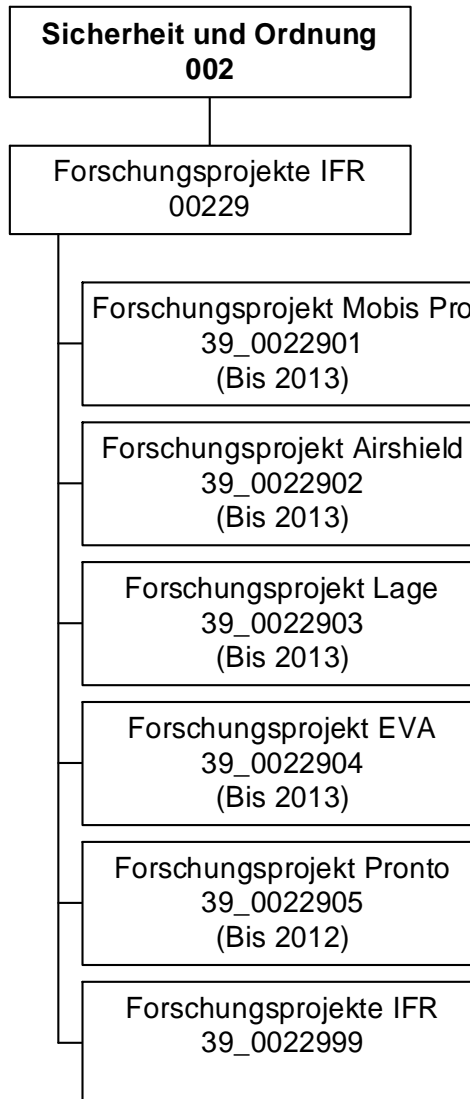 Sicherheit und Ordnung
002
Forschungsprojekte IFR
00229
Forschungsprojekt Mobis Pro
39_0022901
(Bis 2013)
Forschungsprojekt Airshield
39_0022902
(Bis 2013)
Forschungsprojekt Lage
39_0022903
(Bis 2013)
Forschungsprojekt EVA
39_0022904
(Bis 2013)
Forschungsprojekt Pronto
39_0022905
(Bis 2012)
Forschungsprojekte IFR
39_0022999